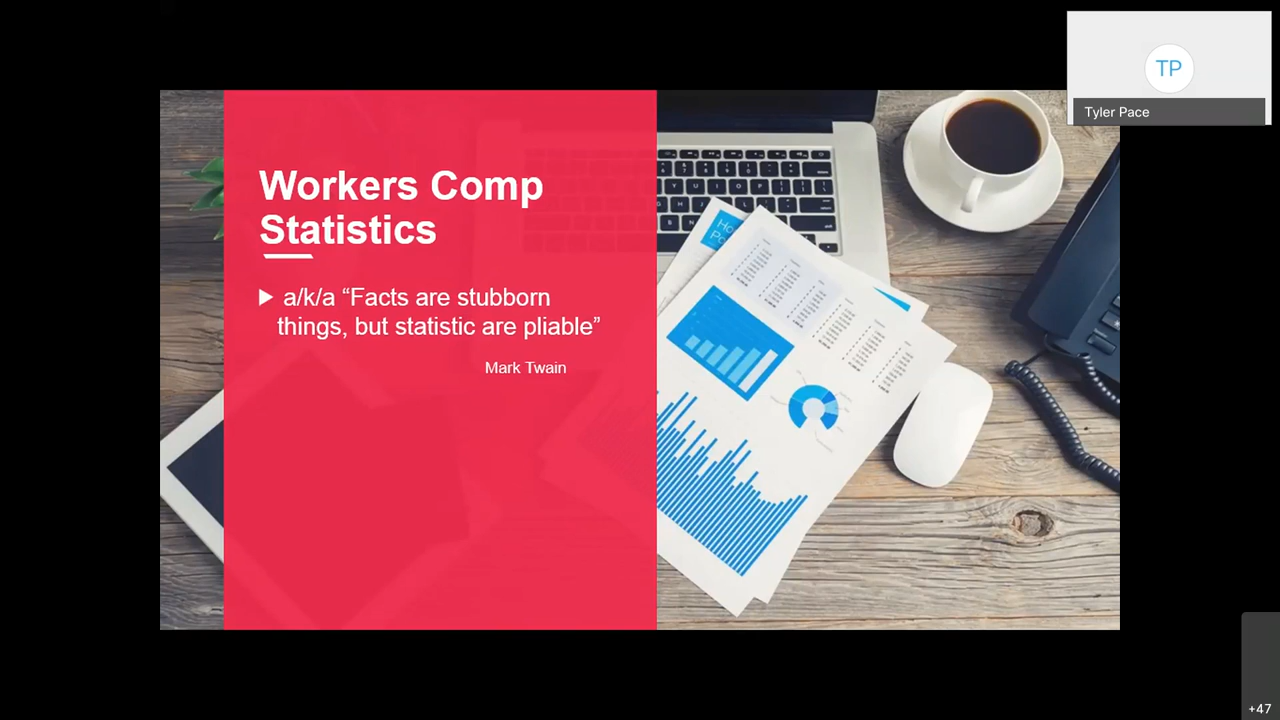 TP
Tyler Pace
Workers Comp
Statistics
a/k/a “Facts are stubborn
things, but statistic are pliable”
Mark Twain
+47